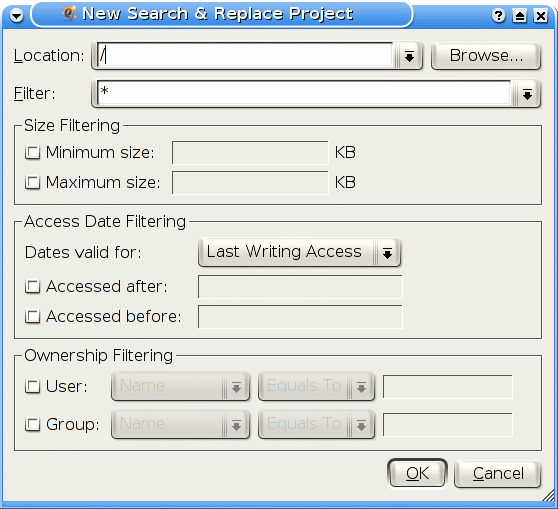 New Search & Replace Project
Location: / Browse...
Filter: *
Size Filtering
Minimum size: KB
Maximum size: KB
Access Date Filtering
Dates valid for: Last Writing Access
Accessed after:
Accessed before:
Ownership Filtering
User: Name Equals To
Group: Name Equals To
OK Cancel